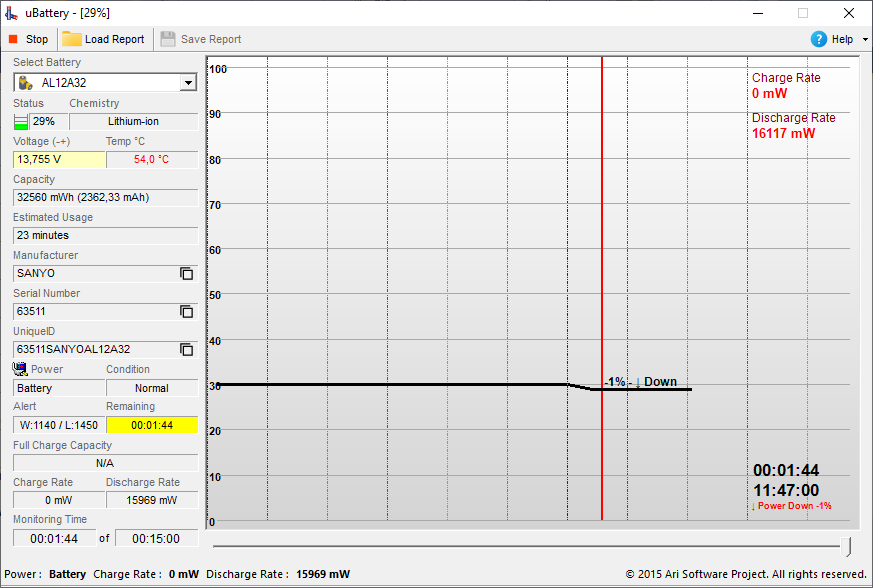 uBattery - [29%]
Stop Load Report Save Report Help
Select Battery
AL12A32
Status Chemistry
29% Lithium-ion
Voltage (-+) Temp °C
13,755 V 54,0 °C
Capacity
32560 mWh (2362,33 mAh)
Estimated Usage
23 minutes
Manufacturer
SANYO
Serial Number
63511
UniqueID
63511SANYOAL12A32
Power Condition
Battery Normal
Alert Remaining
W:1140 / L:1450 00:01:44
Full Charge Capacity
N/A
Charge Rate Discharge Rate
0 mW 15969 mW
Monitoring Time
00:01:44 of 00:15:00
100
90
80
70
60
50
40
30
20
10
0
Charge Rate
0 mW
Discharge Rate
16117 mW
-1% - ↓ Down
00:01:44
11:47:00
↓ Power Down -1%
Power : Battery Charge Rate : 0 mW Discharge Rate : 15969 mW © 2015 Ari Software Project. All rights reserved.